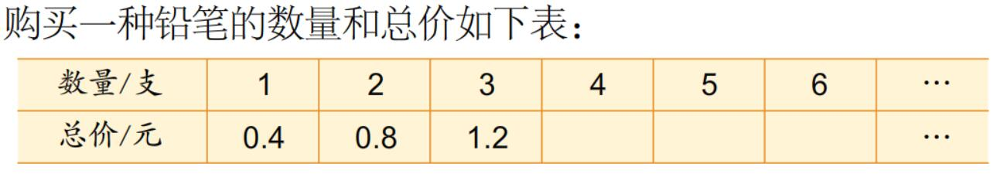 购买一种铅笔的数量和总价如下表：
数量/支 1 2 3 4 5 6 …
总价/元 0.4 0.8 1.2 …